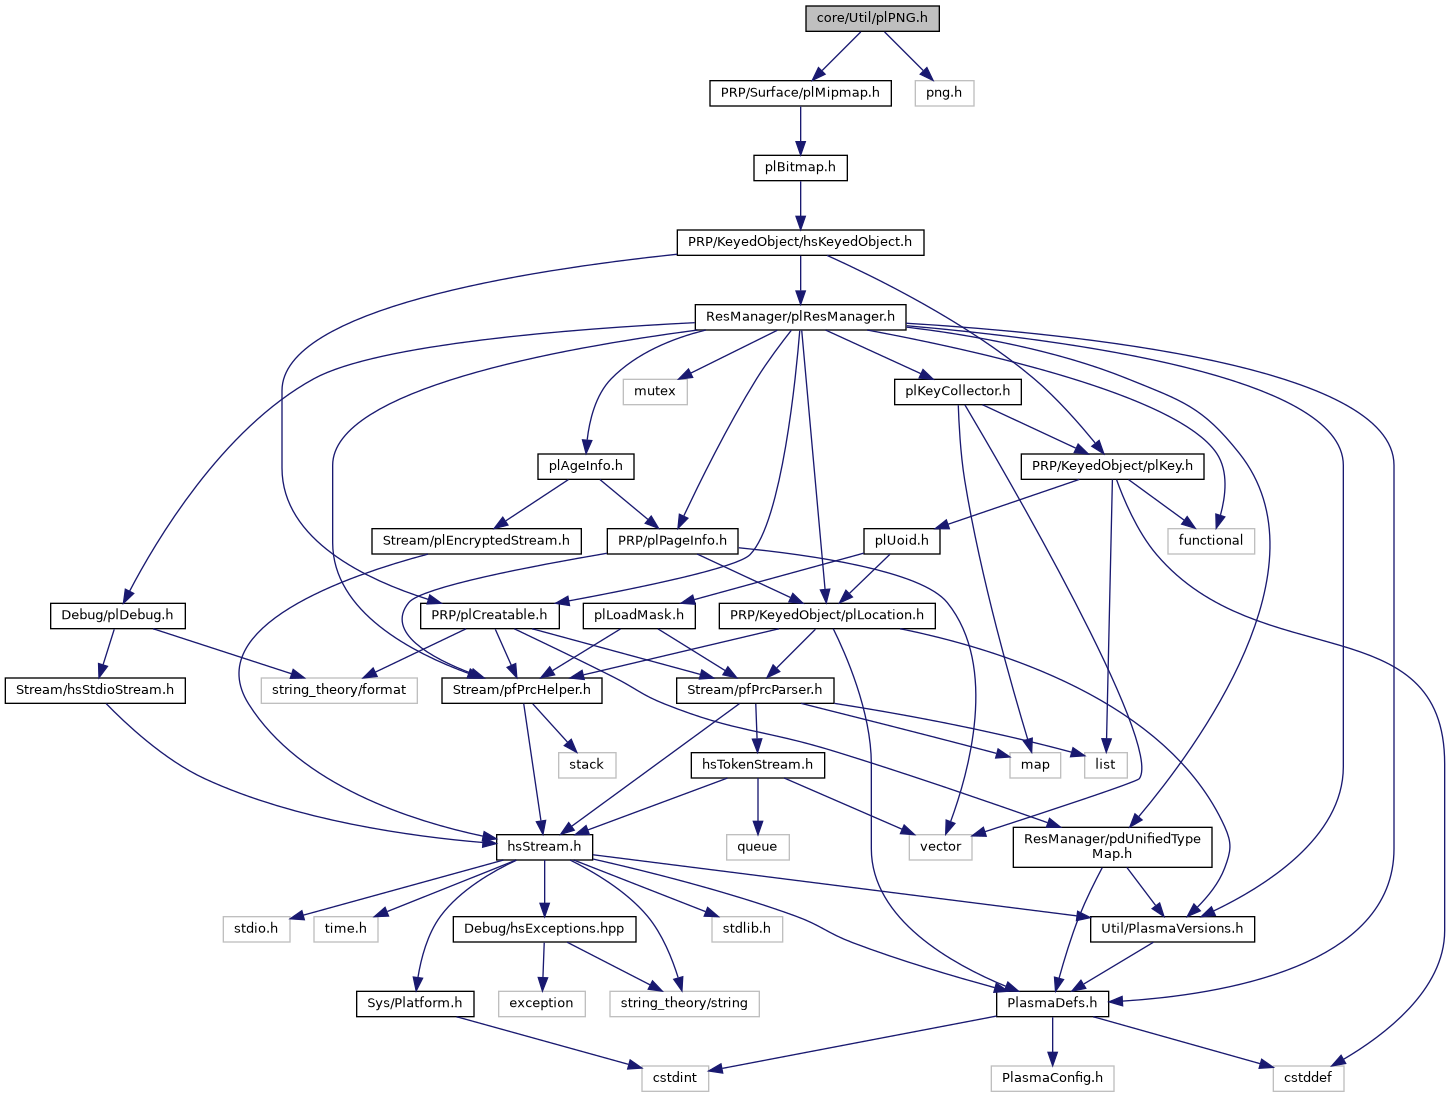 core/Util/plPNG.h
PRP/Surface/plMipmap.h
png.h
plBitmap.h
PRP/KeyedObject/hsKeyedObject.h
ResManager/plResManager.h
mutex
plKeyCollector.h
plAgeInfo.h
PRP/KeyedObject/plKey.h
Stream/plEncryptedStream.h
PRP/plPageInfo.h
plUoid.h
functional
Debug/plDebug.h
PRP/plCreatable.h
plLoadMask.h
PRP/KeyedObject/plLocation.h
Stream/hsStdioStream.h
string_theory/format
Stream/pfPrcHelper.h
Stream/pfPrcParser.h
stack
hsTokenStream.h
map
list
hsStream.h
queue
vector
ResManager/pdUnifiedType
Map.h
stdio.h
time.h
Debug/hsExceptions.hpp
stdlib.h
Util/PlasmaVersions.h
Sys/Platform.h
exception
string_theory/string
PlasmaDefs.h
cstdint
PlasmaConfig.h
cstddef